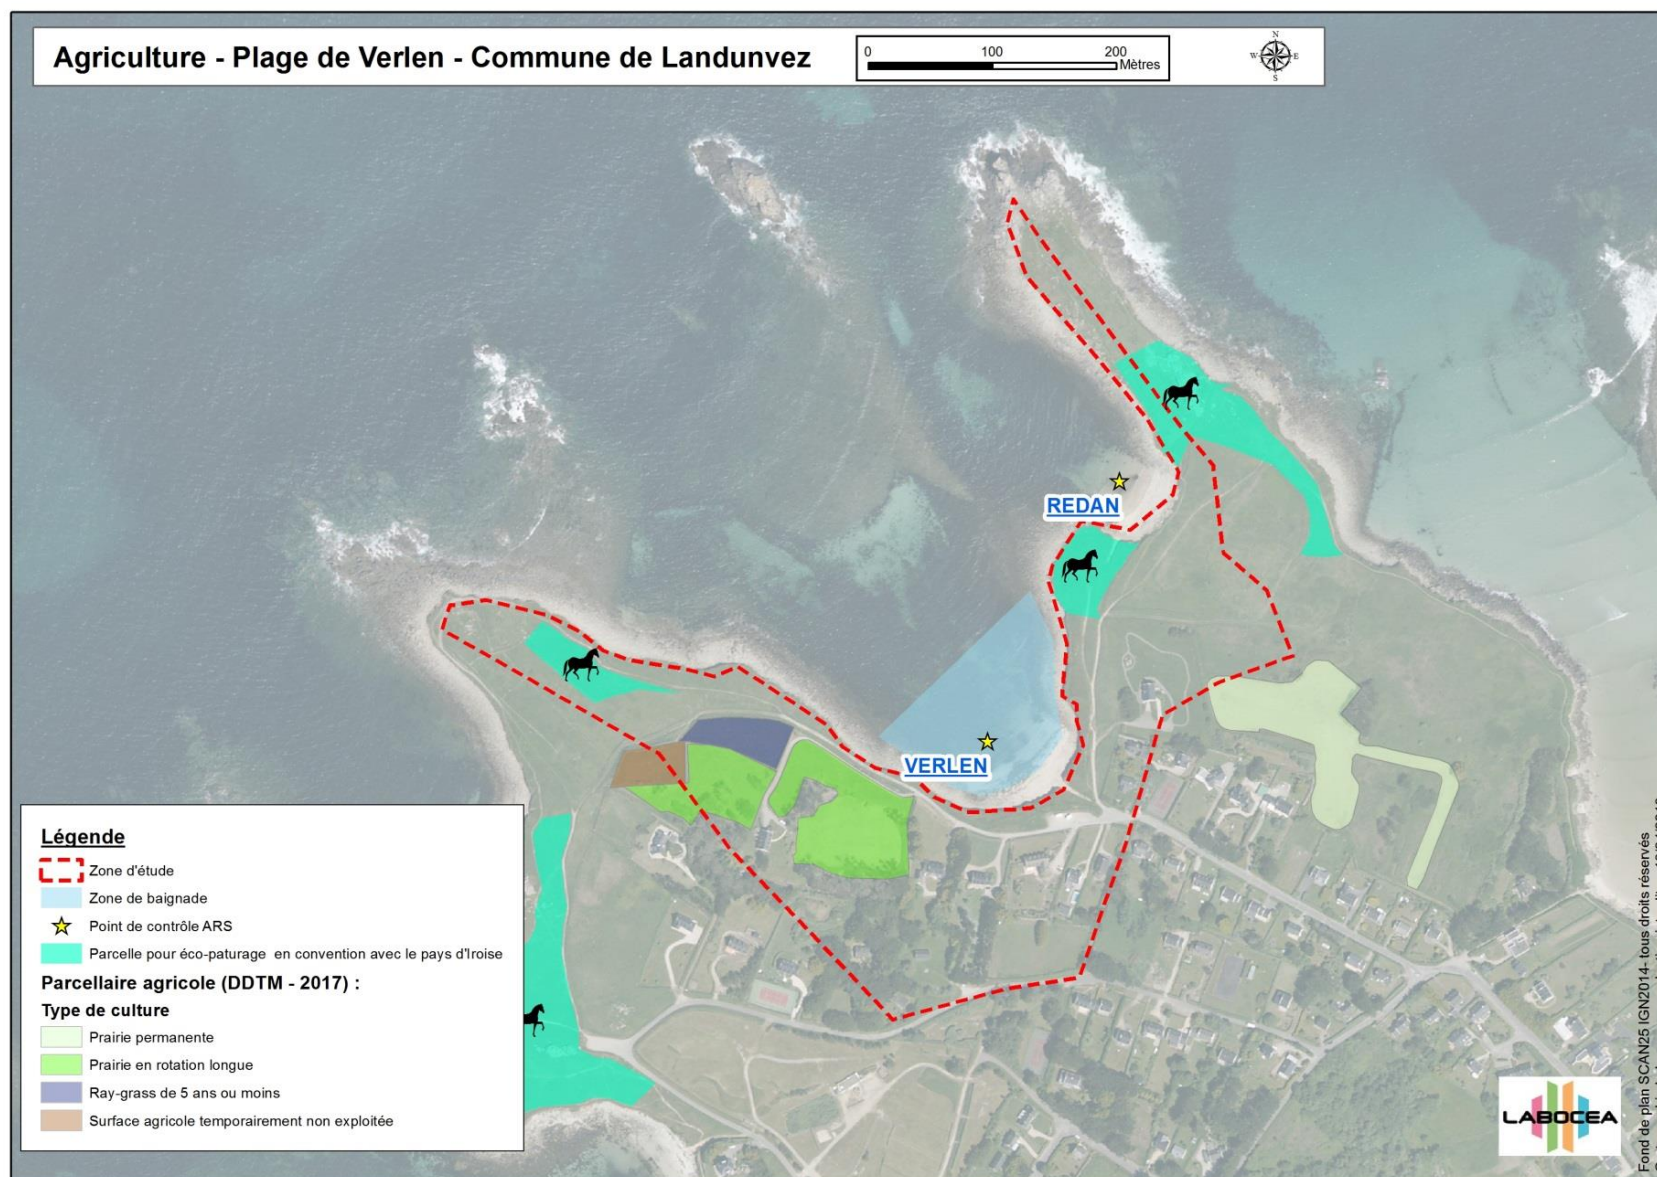 Agriculture - Plage de Verlen - Commune de Landunvez
0 100 200
Mètres
N
W E
S
REDAN
VERLEN
Légende
Zone d'étude
Zone de baignade
Point de contrôle ARS
Parcelle pour éco-paturage en convention avec le pays d'Iroise
Parcellaire agricole (DDTM - 2017) :
Type de culture
Prairie permanente
Prairie en rotation longue
Ray-grass de 5 ans ou moins
Surface agricole temporairement non exploitée
LABOCEA
Fond de plan SCAN25 IGN2014- tous droits réservés